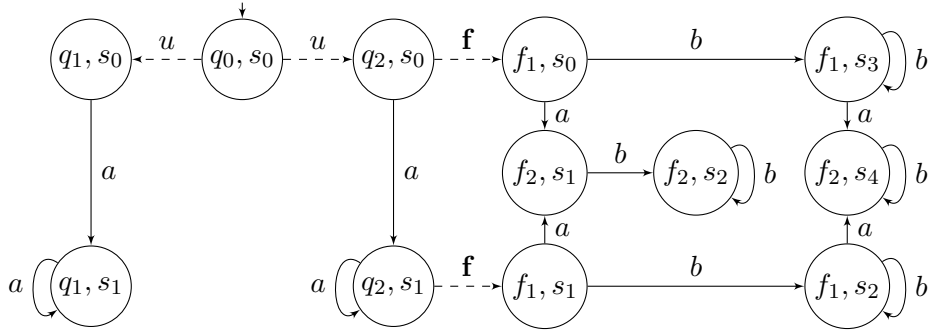 q₁, s₀ u q₀, s₀ u q₂, s₀ f f₁, s₀ b f₁, s₃ b
a a
a f₂, s₁ b f₂, s₂ b f₂, s₄ b
a a a a
a q₁, s₁ a q₂, s₁ f f₁, s₁ b f₁, s₂ b